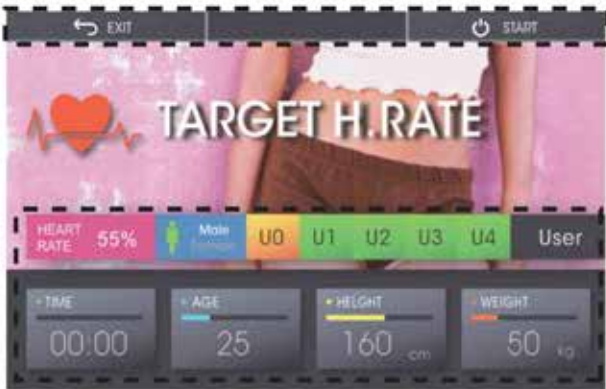 EXIT START
TARGET H.RATE
HEART RATE 55% Male Female U0 U1 U2 U3 U4 User
TIME AGE HELGHT WEIGHT
00:00 25 160 cm 50 KG